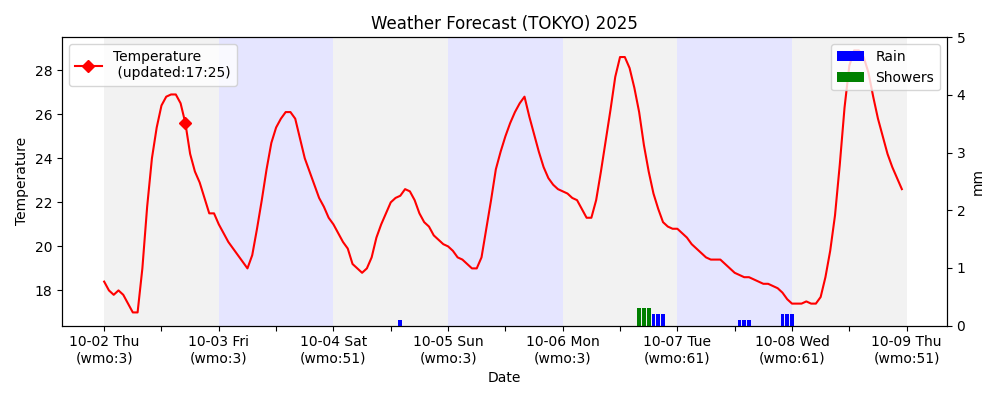 Weather Forecast (TOKYO) 2025
Temperature
(updated:17:25)
Rain
Showers
Temperature
28
26
24
22
20
18
5
4
3
2
1
0
mm
10-02 Thu
(wmo:3)
10-03 Fri
(wmo:3)
10-04 Sat
(wmo:51)
10-05 Sun
(wmo:3)
10-06 Mon
(wmo:3)
10-07 Tue
(wmo:61)
10-08 Wed
(wmo:61)
10-09 Thu
(wmo:51)
Date